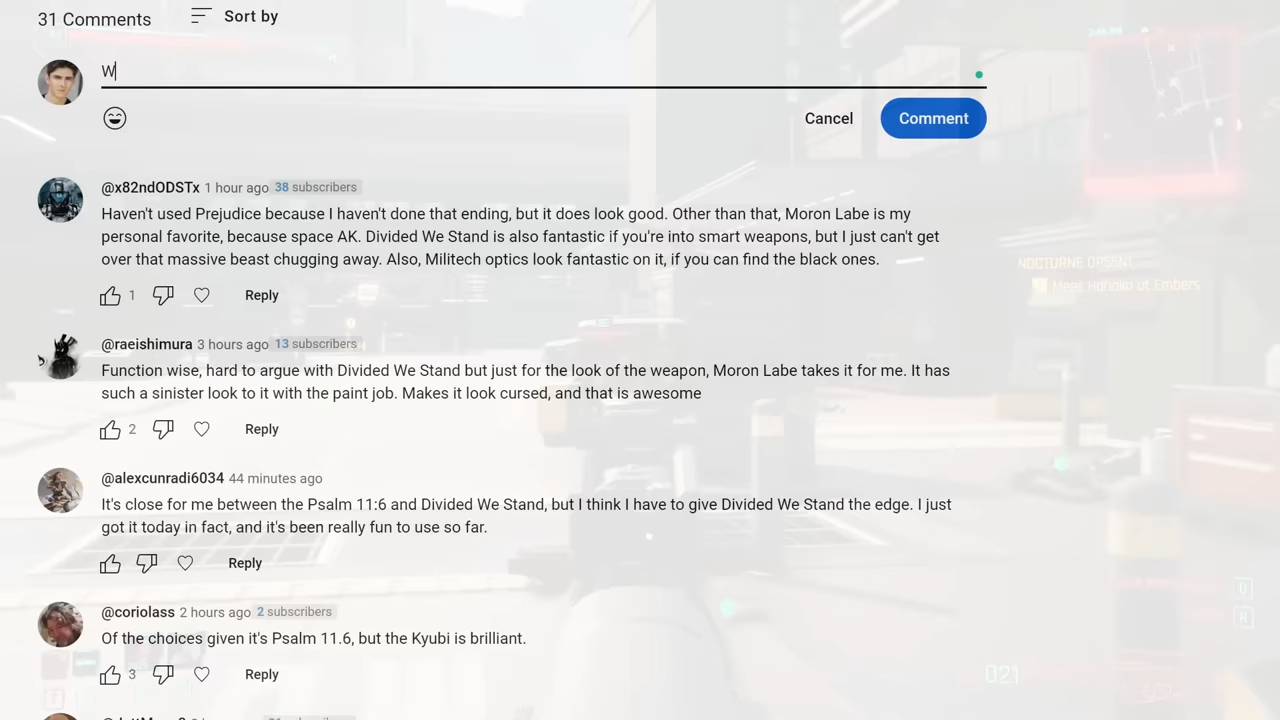 31 Comments
Sort by
W
Cancel
Comment
@x82ndODSTx 1 hour ago 38 subscribers
Haven't used Prejudice because I haven't done that ending, but it does look good. Other than that, Moron Labe is my
personal favorite, because space AK. Divided We Stand is also fantastic if you're into smart weapons, but I just can't get
over that massive beast chugging away. Also, Militech optics look fantastic on it, if you can find the black ones.
1
Reply
@raeishimura 3 hours ago 13 subscribers
Function wise, hard to argue with Divided We Stand but just for the look of the weapon, Moron Labe takes it for me. It has
such a sinister look to it with the paint job. Makes it look cursed, and that is awesome
2
Reply
@alexcunradi6034 44 minutes ago
It's close for me between the Psalm 11:6 and Divided We Stand, but I think I have to give Divided We Stand the edge. I just
got it today in fact, and it's been really fun to use so far.
Reply
@coriolass 2 hours ago 2 subscribers
Of the choices given it's Psalm 11.6, but the Kyubi is brilliant.
3
Reply
NOCTURNE OP55N1
Meet Hanako at Embers
Q
R
021